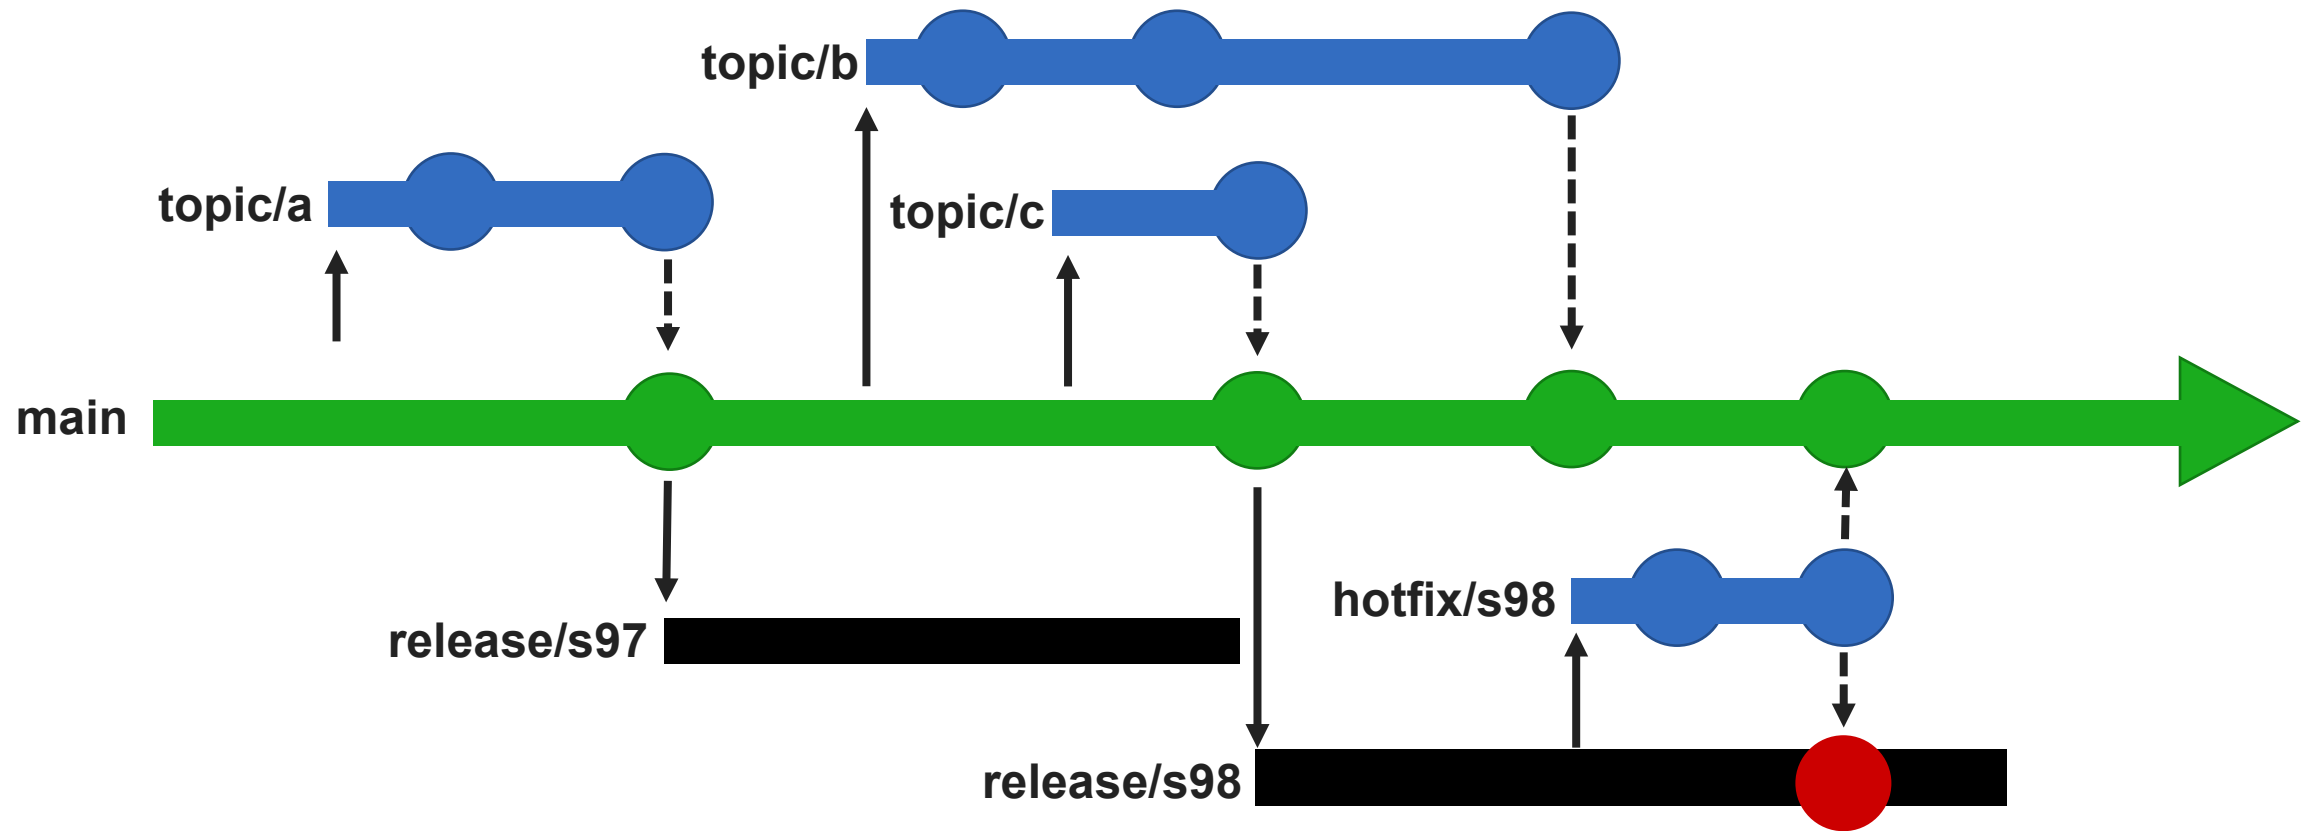 topic/b
topic/a
topic/c
main
hotfix/s98
release/s97
release/s98